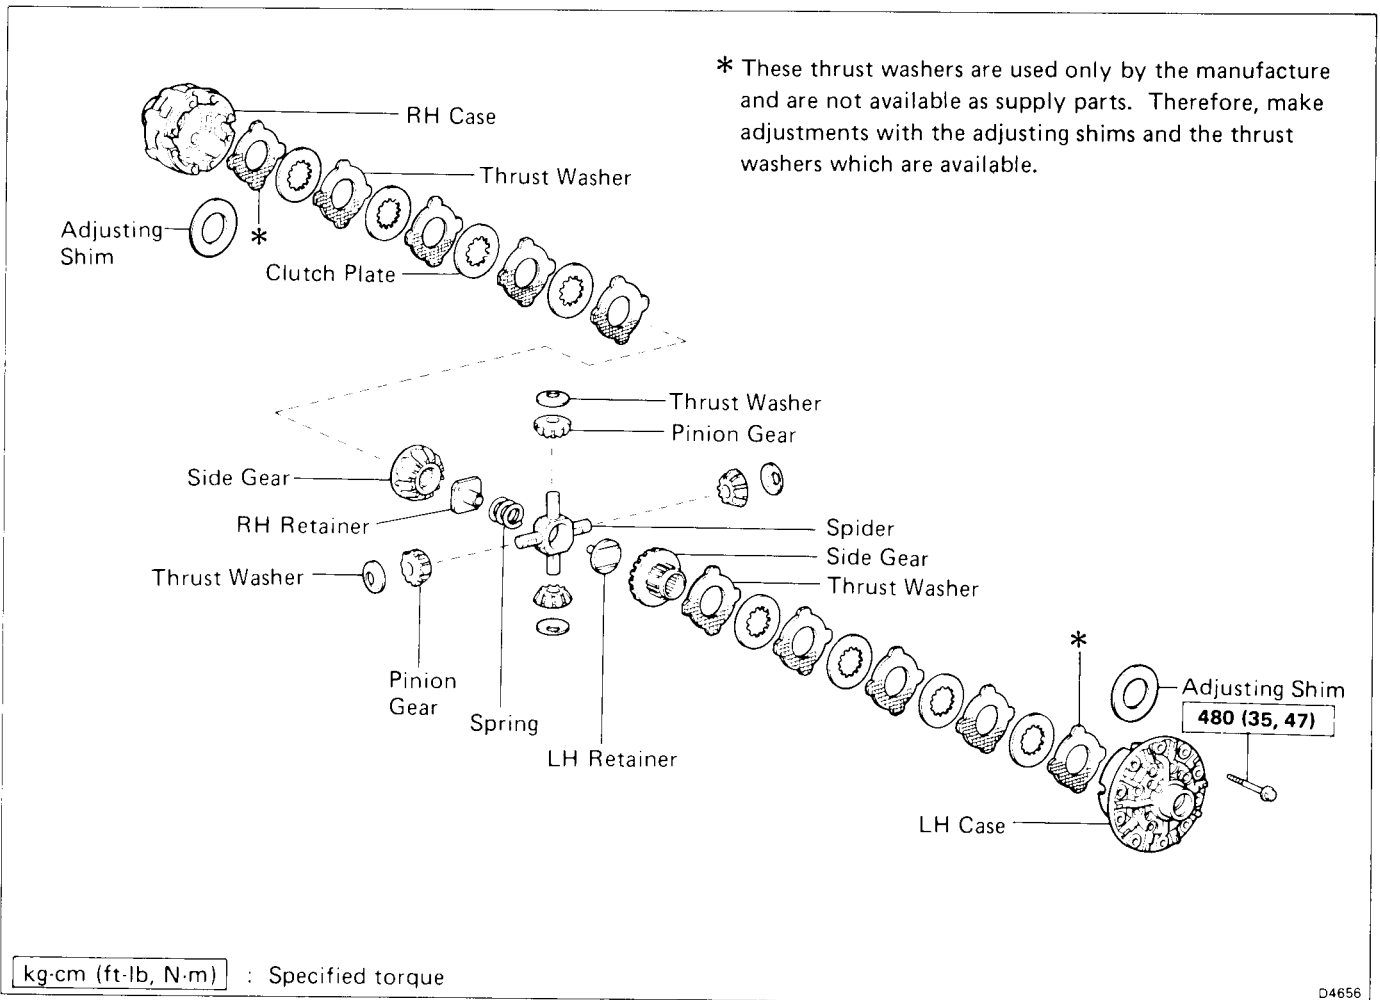 * These thrust washers are used only by the manufacture
and are not available as supply parts. Therefore, make
adjustments with the adjusting shims and the thrust
washers which are available.
RH Case
Thrust Washer
Adjusting
Shim
*
Clutch Plate
Thrust Washer
Pinion Gear
Side Gear
RH Retainer
Spider
Side Gear
Thrust Washer
Thrust Washer
*
Pinion
Gear
Spring
LH Retainer
Adjusting Shim
480 (35, 47)
LH Case
kg-cm (ft-lb, N·m) : Specified torque
D4656